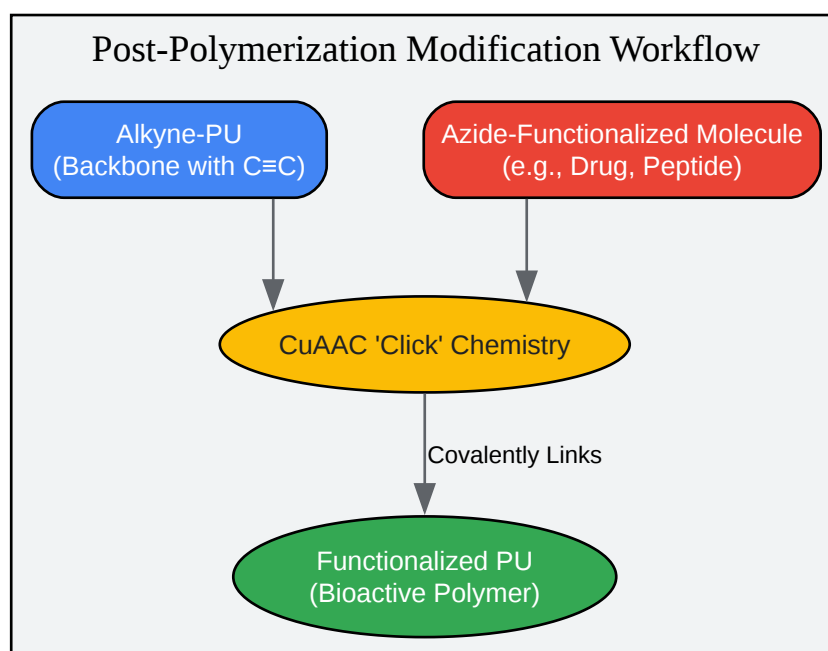 Post-Polymerization Modification Workflow
Alkyne-PU
(Backbone with C≡C)
Azide-Functionalized Molecule
(e.g., Drug, Peptide)
CuAAC 'Click' Chemistry
Covalently Links
Functionalized PU
(Bioactive Polymer)